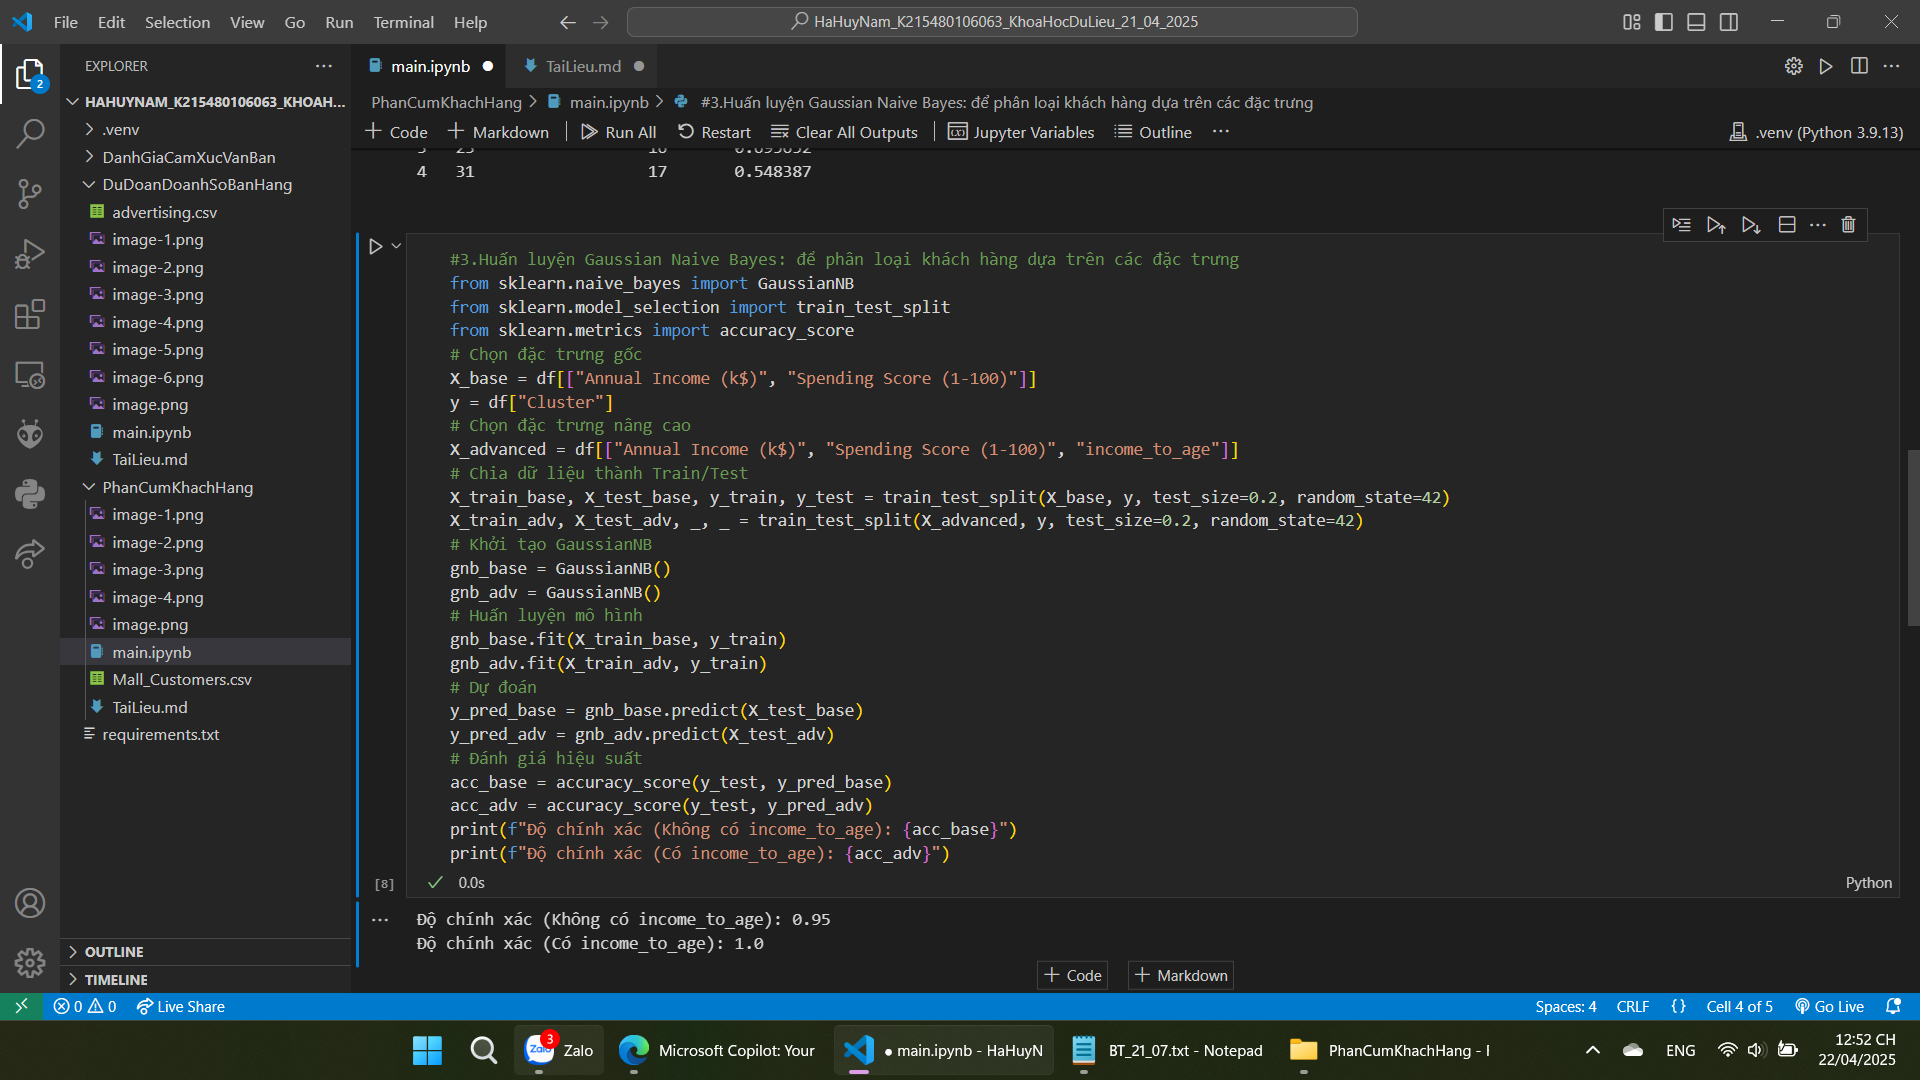 File Edit Selection View Go Run Terminal Help
HaHuyNam_K215480106063_KhoaHocDuLieu_21_04_2025
EXPLORER
main.ipynb
TaiLieu.md
2
HAHUYNAM_K215480106063_KHOAH...
PhanCumKhachHang > main.ipynb > #3.Huấn luyện Gaussian Naive Bayes: để phân loại khách hàng dựa trên các đặc trưng
Code Markdown Run All Restart Clear All Outputs Jupyter Variables Outline ...
.venv (Python 3.9.13)
.venv
DanhGiaCamXucVanBan
DuDoanDoanhSoBanHang
advertising.csv
image-1.png
image-2.png
image-3.png
image-4.png
image-5.png
image-6.png
image.png
main.ipynb
TaiLieu.md
PhanCumKhachHang
image-1.png
image-2.png
image-3.png
image-4.png
image.png
main.ipynb
Mall_Customers.csv
TaiLieu.md
requirements.txt
OUTLINE
TIMELINE
3 23 16 0.695652
4 31 17 0.548387
#3.Huấn luyện Gaussian Naive Bayes: để phân loại khách hàng dựa trên các đặc trưng
from sklearn.naive_bayes import GaussianNB
from sklearn.model_selection import train_test_split
from sklearn.metrics import accuracy_score
# Chọn đặc trưng gốc
X_base = df[["Annual Income (k$)", "Spending Score (1-100)"]]
y = df["Cluster"]
# Chọn đặc trưng nâng cao
X_advanced = df[["Annual Income (k$)", "Spending Score (1-100)", "income_to_age"]]
# Chia dữ liệu thành Train/Test
X_train_base, X_test_base, y_train, y_test = train_test_split(X_base, y, test_size=0.2, random_state=42)
X_train_adv, X_test_adv, _, _ = train_test_split(X_advanced, y, test_size=0.2, random_state=42)
# Khởi tạo GaussianNB
gnb_base = GaussianNB()
gnb_adv = GaussianNB()
# Huấn luyện mô hình
gnb_base.fit(X_train_base, y_train)
gnb_adv.fit(X_train_adv, y_train)
# Dự đoán
y_pred_base = gnb_base.predict(X_test_base)
y_pred_adv = gnb_adv.predict(X_test_adv)
# Đánh giá hiệu suất
acc_base = accuracy_score(y_test, y_pred_base)
acc_adv = accuracy_score(y_test, y_pred_adv)
print(f"Độ chính xác (Không có income_to_age): {acc_base}")
print(f"Độ chính xác (Có income_to_age): {acc_adv}")
[8] 0.0s Python
Độ chính xác (Không có income_to_age): 0.95
Độ chính xác (Có income_to_age): 1.0
Code Markdown
0 0 Live Share
Spaces: 4 CRLF {} Cell 4 of 5 Go Live
3
Zalo Zalo
Microsoft Copilot: Your
● main.ipynb - HaHuyN
BT_21_07.txt - Notepad
PhanCumKhachHang - I
ENG
12:52 CH
22/04/2025